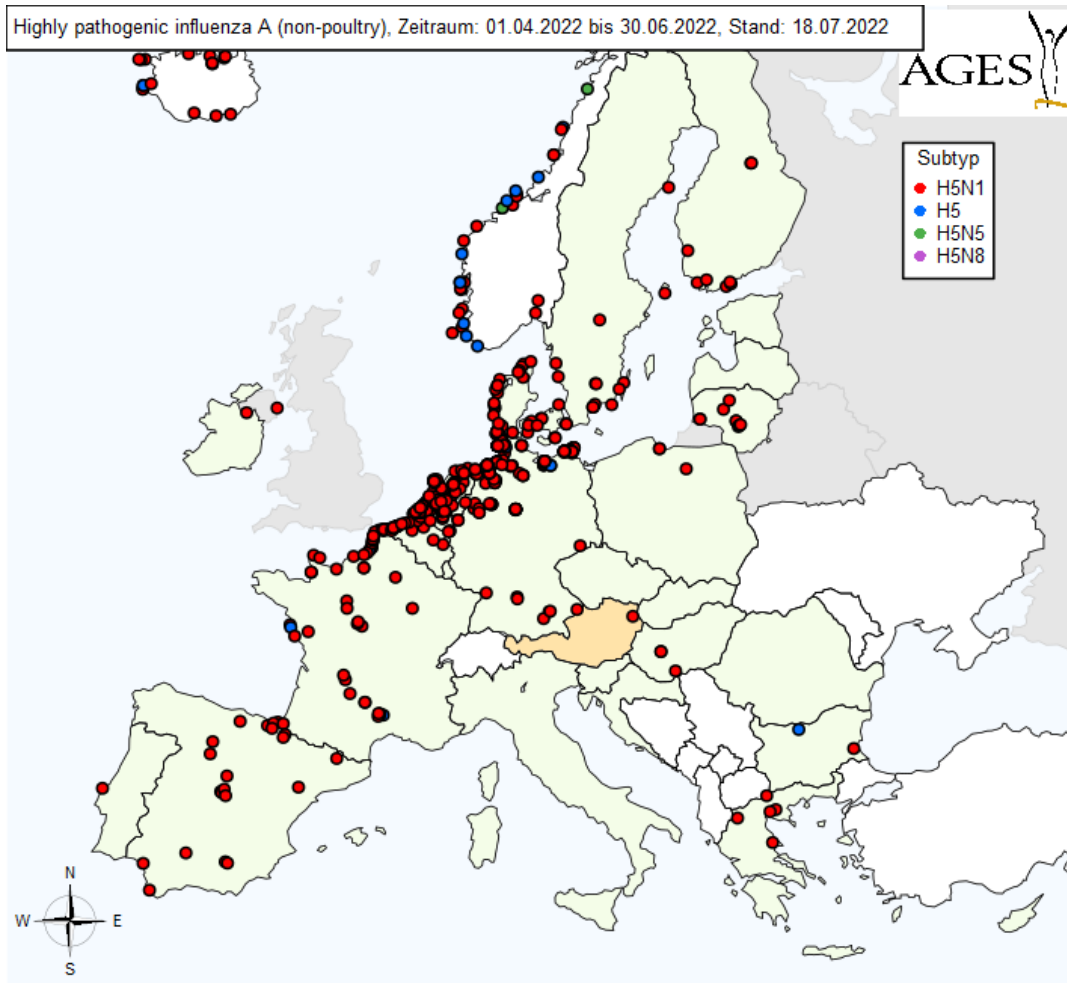 Highly pathogenic influenza A (non-poultry), Zeitraum: 01.04.2022 bis 30.06.2022, Stand: 18.07.2022
AGES
Subtyp
H5N1
H5
H5N5
H5N8
N
W E
S